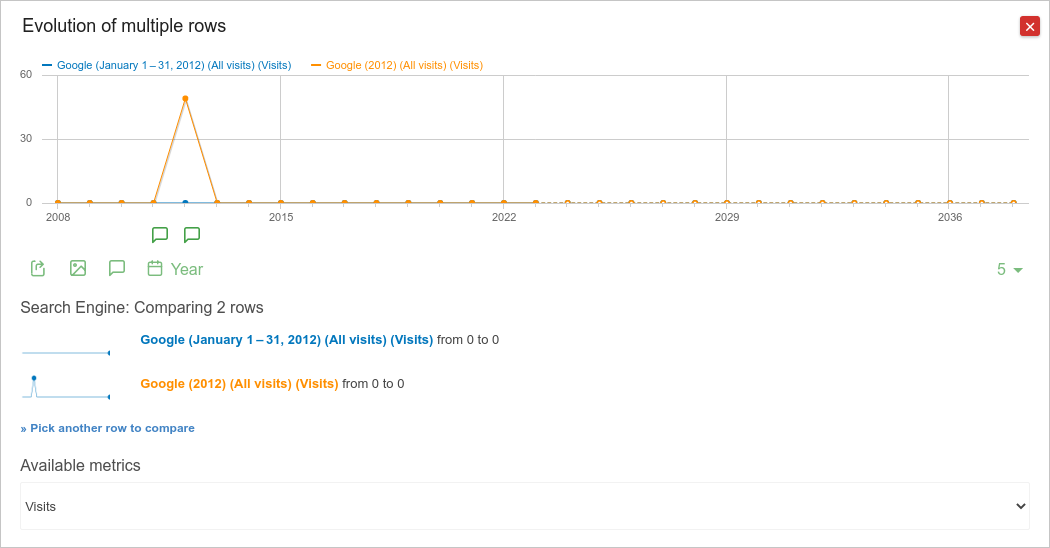 Evolution of multiple rows
Google (January 1 – 31, 2012) (All visits) (Visits) Google (2012) (All visits) (Visits)
60
30
0
2008 2015 2022 2029 2036
Year 5
Search Engine: Comparing 2 rows
Google (January 1 – 31, 2012) (All visits) (Visits) from 0 to 0
Google (2012) (All visits) (Visits) from 0 to 0
» Pick another row to compare
Available metrics
Visits